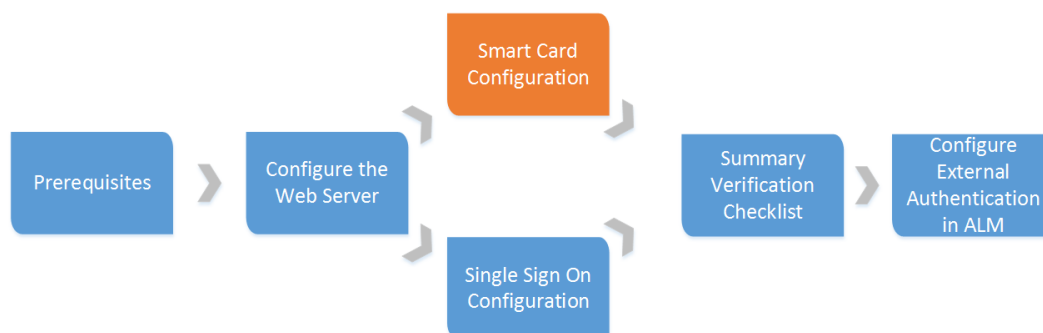 Prerequisites
Configure the
Web Server
Smart Card
Configuration
Single Sign On
Configuration
Summary
Verification
Checklist
Configure
External
Authentication
in ALM